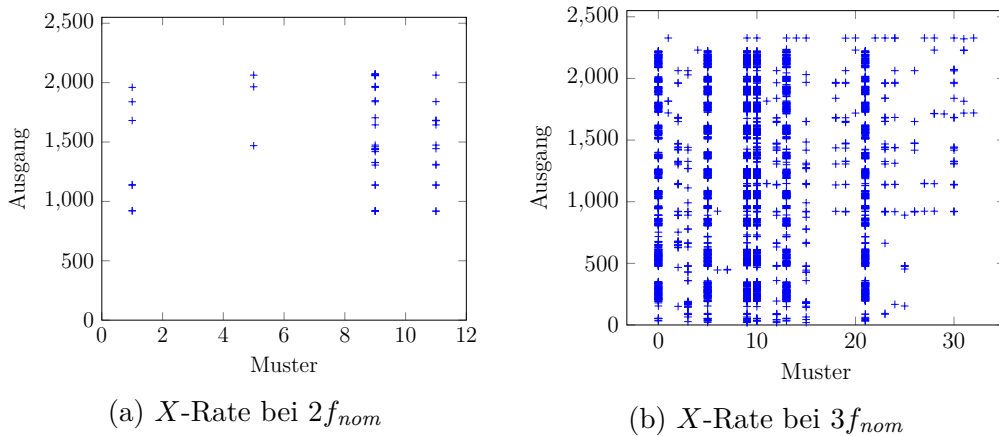 2,500
2,000
1,500
1,000
500
0
Ausgang
0 2 4 6 8 10 12
Muster
(a) X-Rate bei 2f_nom
2,500
2,000
1,500
1,000
500
0
Ausgang
0 10 20 30
Muster
(b) X-Rate bei 3f_nom